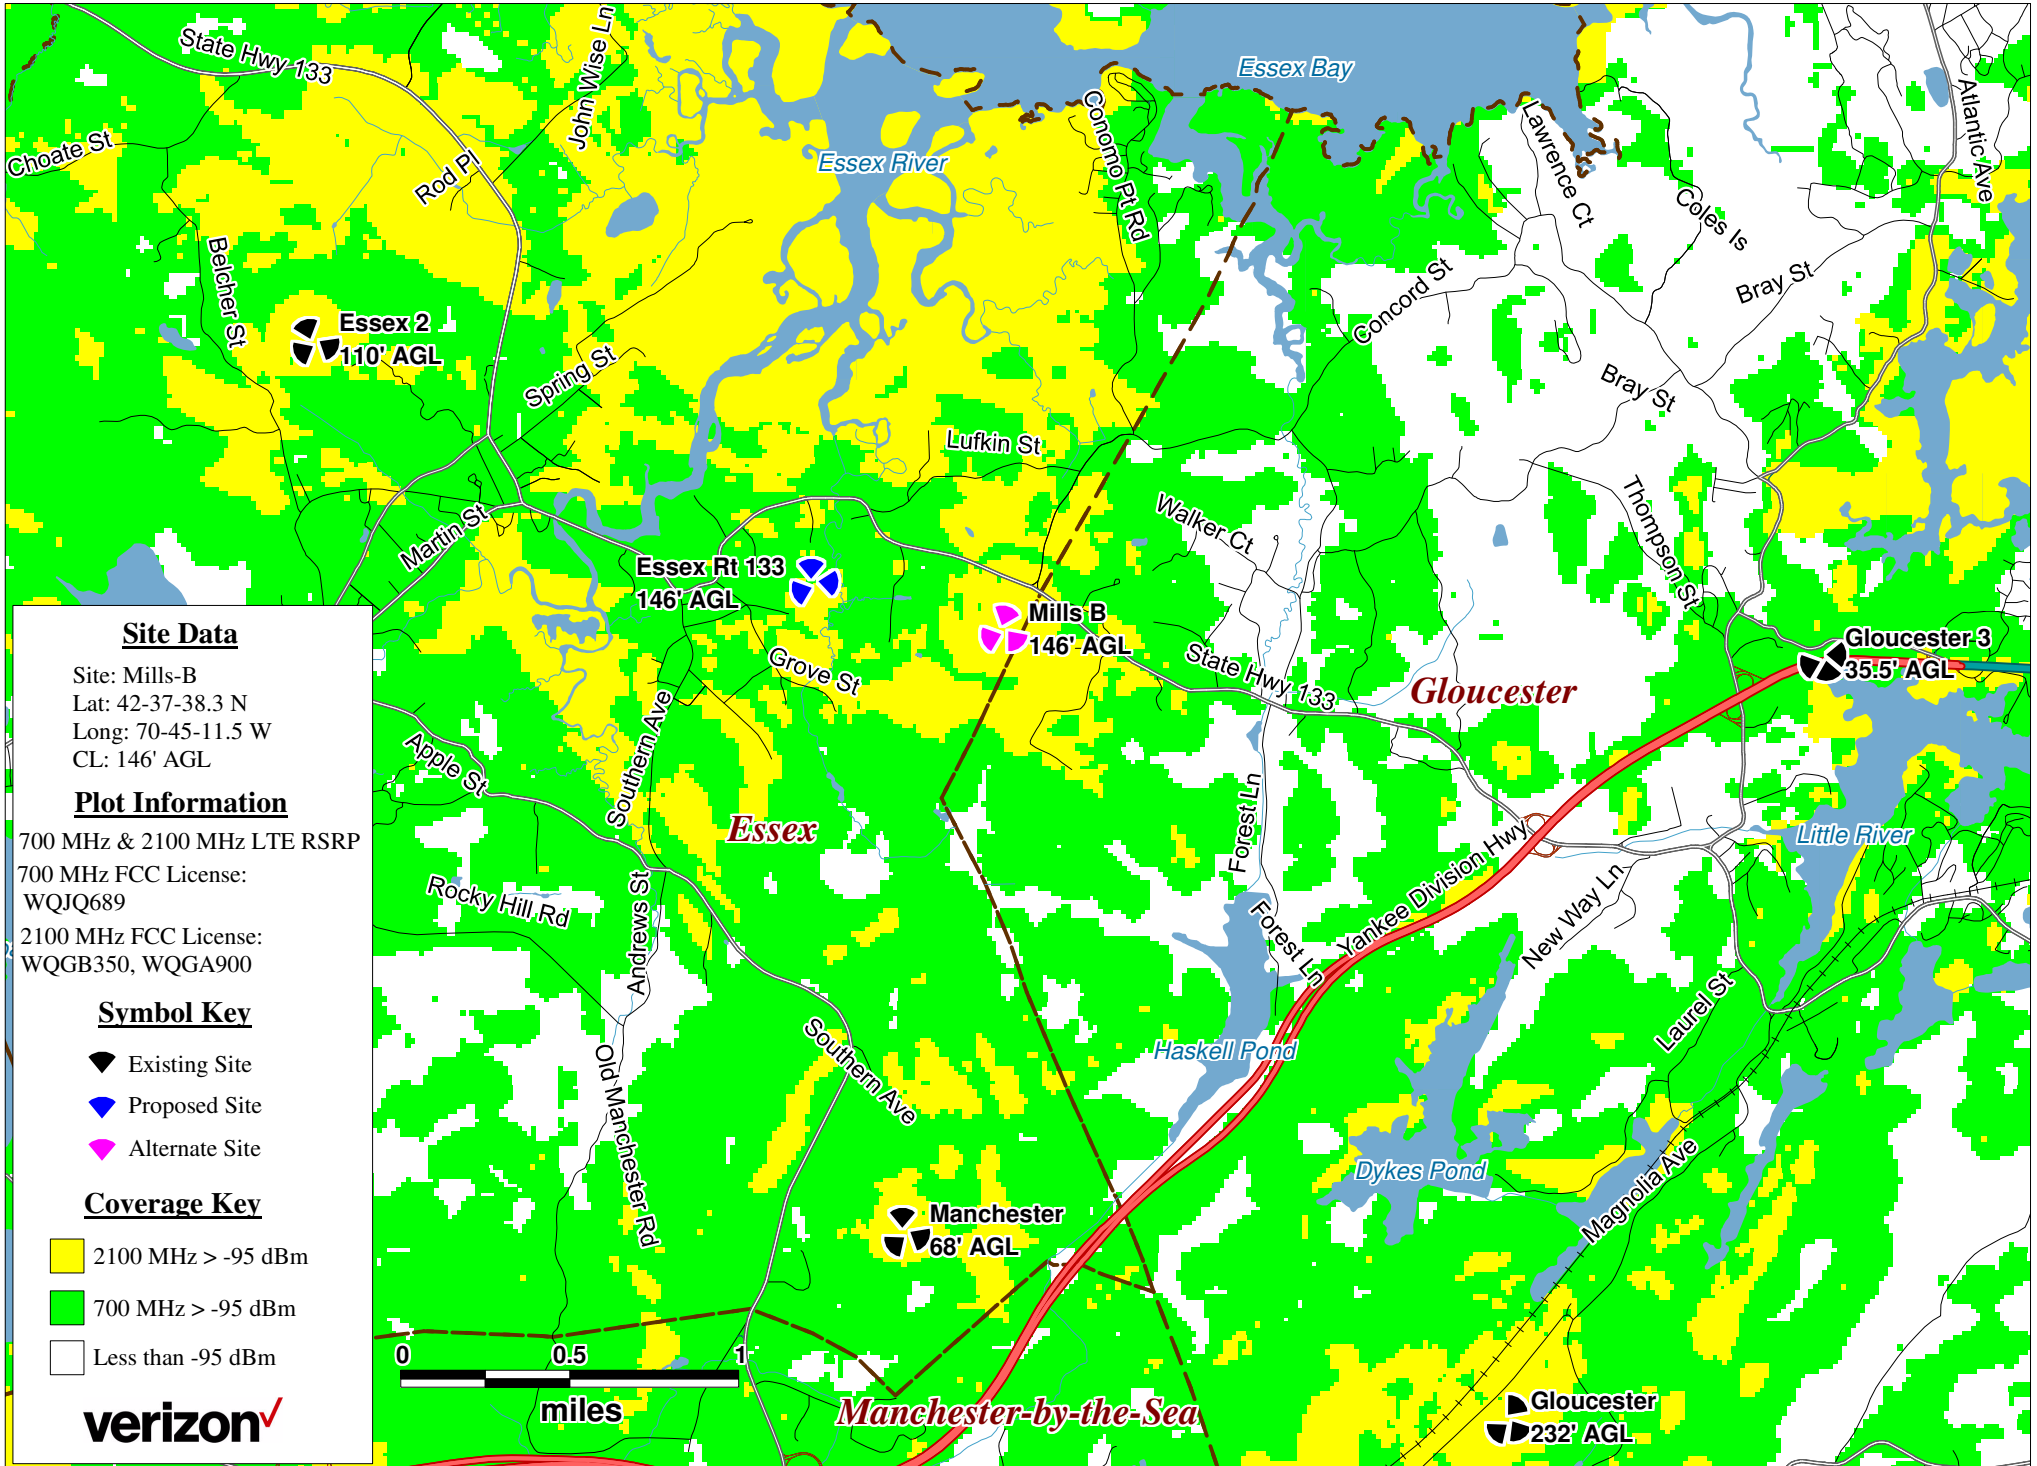 State Hwy 133
John Wise Ln
Essex Bay
Atlantic Ave
Choate St
Rod Pl
Essex River
Conomo Pt Rd
Lawrence Ct
Coles Is
Belcher St
Bray St
Concord St
Essex 2
110' AGL
Spring St
Bray St
Lufkin St
Martin St
Walker Ct
Thompson St
Essex Rt 133
146' AGL
Mills B
146' AGL
Gloucester 3
35.5' AGL
Grove St
State Hwy 133
Gloucester
Apple St
Southern Ave
Essex
Forest Ln
Yankee Division Hwy
Little River
Rocky Hill Rd
Andrews St
Forest Ln
New Way Ln
Laurel St
Southern Ave
Haskell Pond
Old Manchester Rd
Dykes Pond
Magnolia Ave
Manchester
68' AGL
Manchester-by-the-Sea
Gloucester
232' AGL
0 0.5 1
miles
Site Data
Site: Mills-B
Lat: 42-37-38.3 N
Long: 70-45-11.5 W
CL: 146' AGL
Plot Information
700 MHz & 2100 MHz LTE RSRP
700 MHz FCC License:
WQJQ689
2100 MHz FCC License:
WQGB350, WQGA900
Symbol Key
Existing Site
Proposed Site
Alternate Site
Coverage Key
2100 MHz > -95 dBm
700 MHz > -95 dBm
Less than -95 dBm
verizon